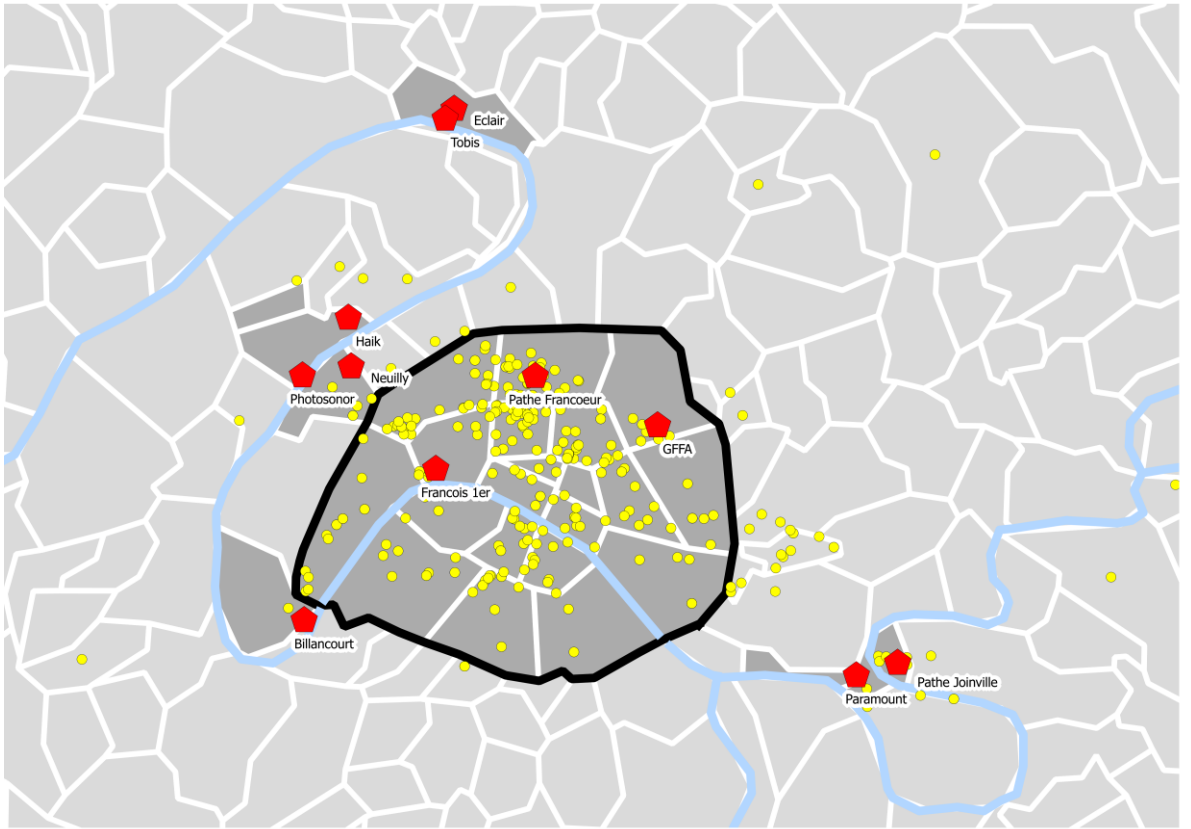 Eclair
Tobis
Haik
Neuilly
Photosonor
Pathe Francoeur
GFFA
Francois 1er
Billancourt
Pathe Joinville
Paramount